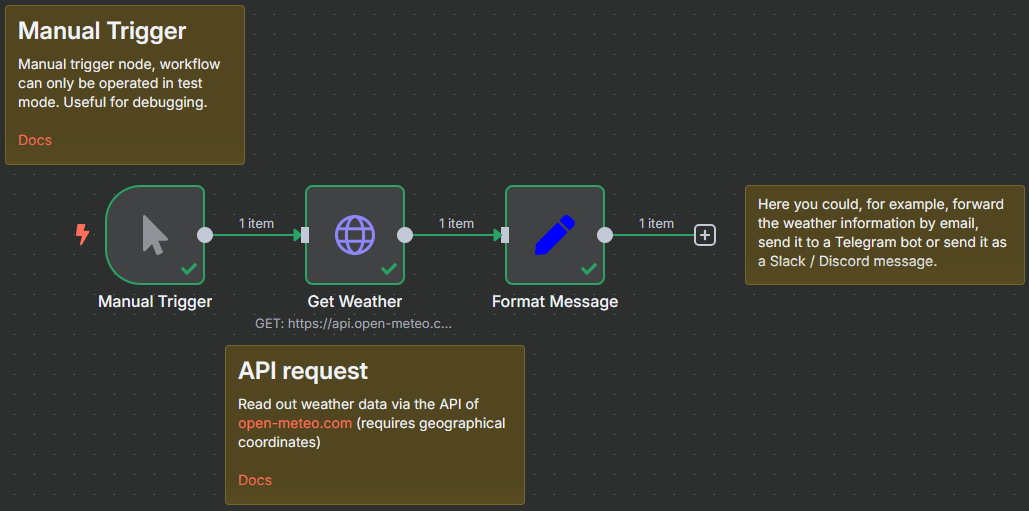 Manual Trigger
Manual trigger node, workflow
can only be operated in test
mode. Useful for debugging.
Docs
1 item
1 item
1 item
Manual Trigger
Get Weather
Format Message
GET: https://api.open-meteo.c...
Here you could, for example, forward
the weather information by email,
send it to a Telegram bot or send it as
a Slack / Discord message.
API request
Read out weather data via the API of
open-meteo.com (requires geographical
coordinates)
Docs